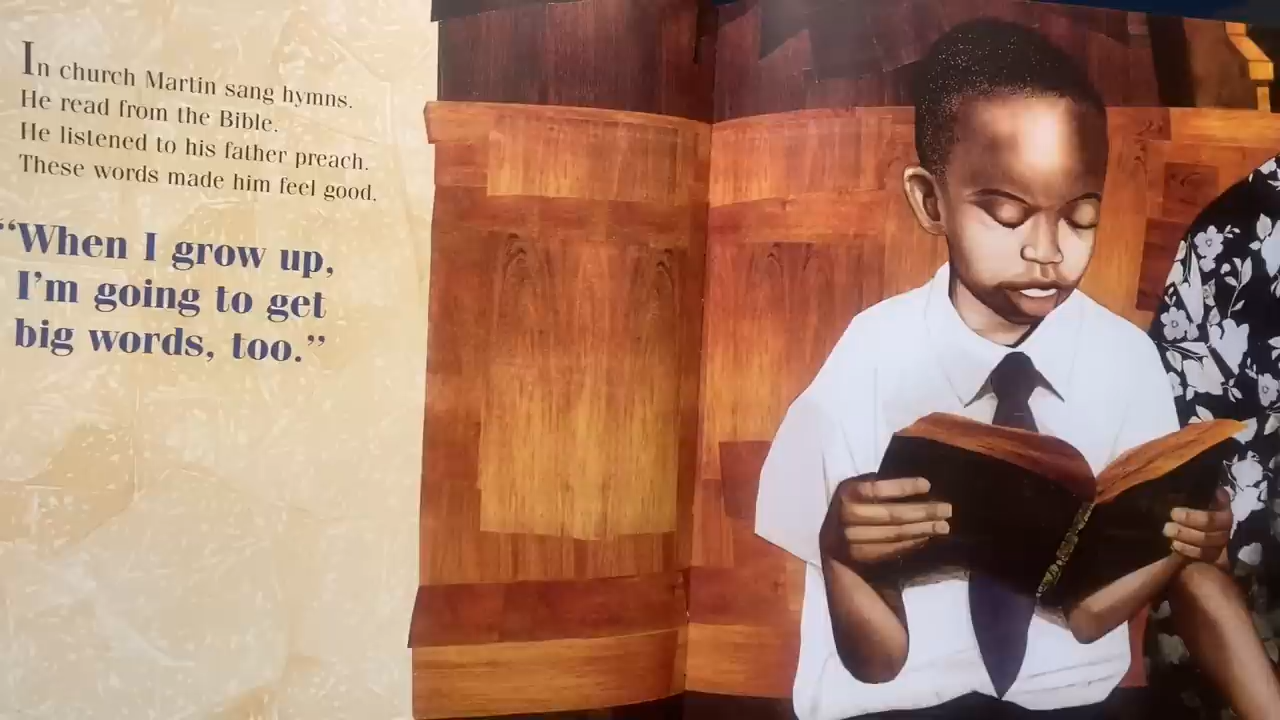 In church Martin sang hymns.
He read from the Bible.
He listened to his father preach.
These words made him feel good.
“When I grow up,
I’m going to get
big words, too.”